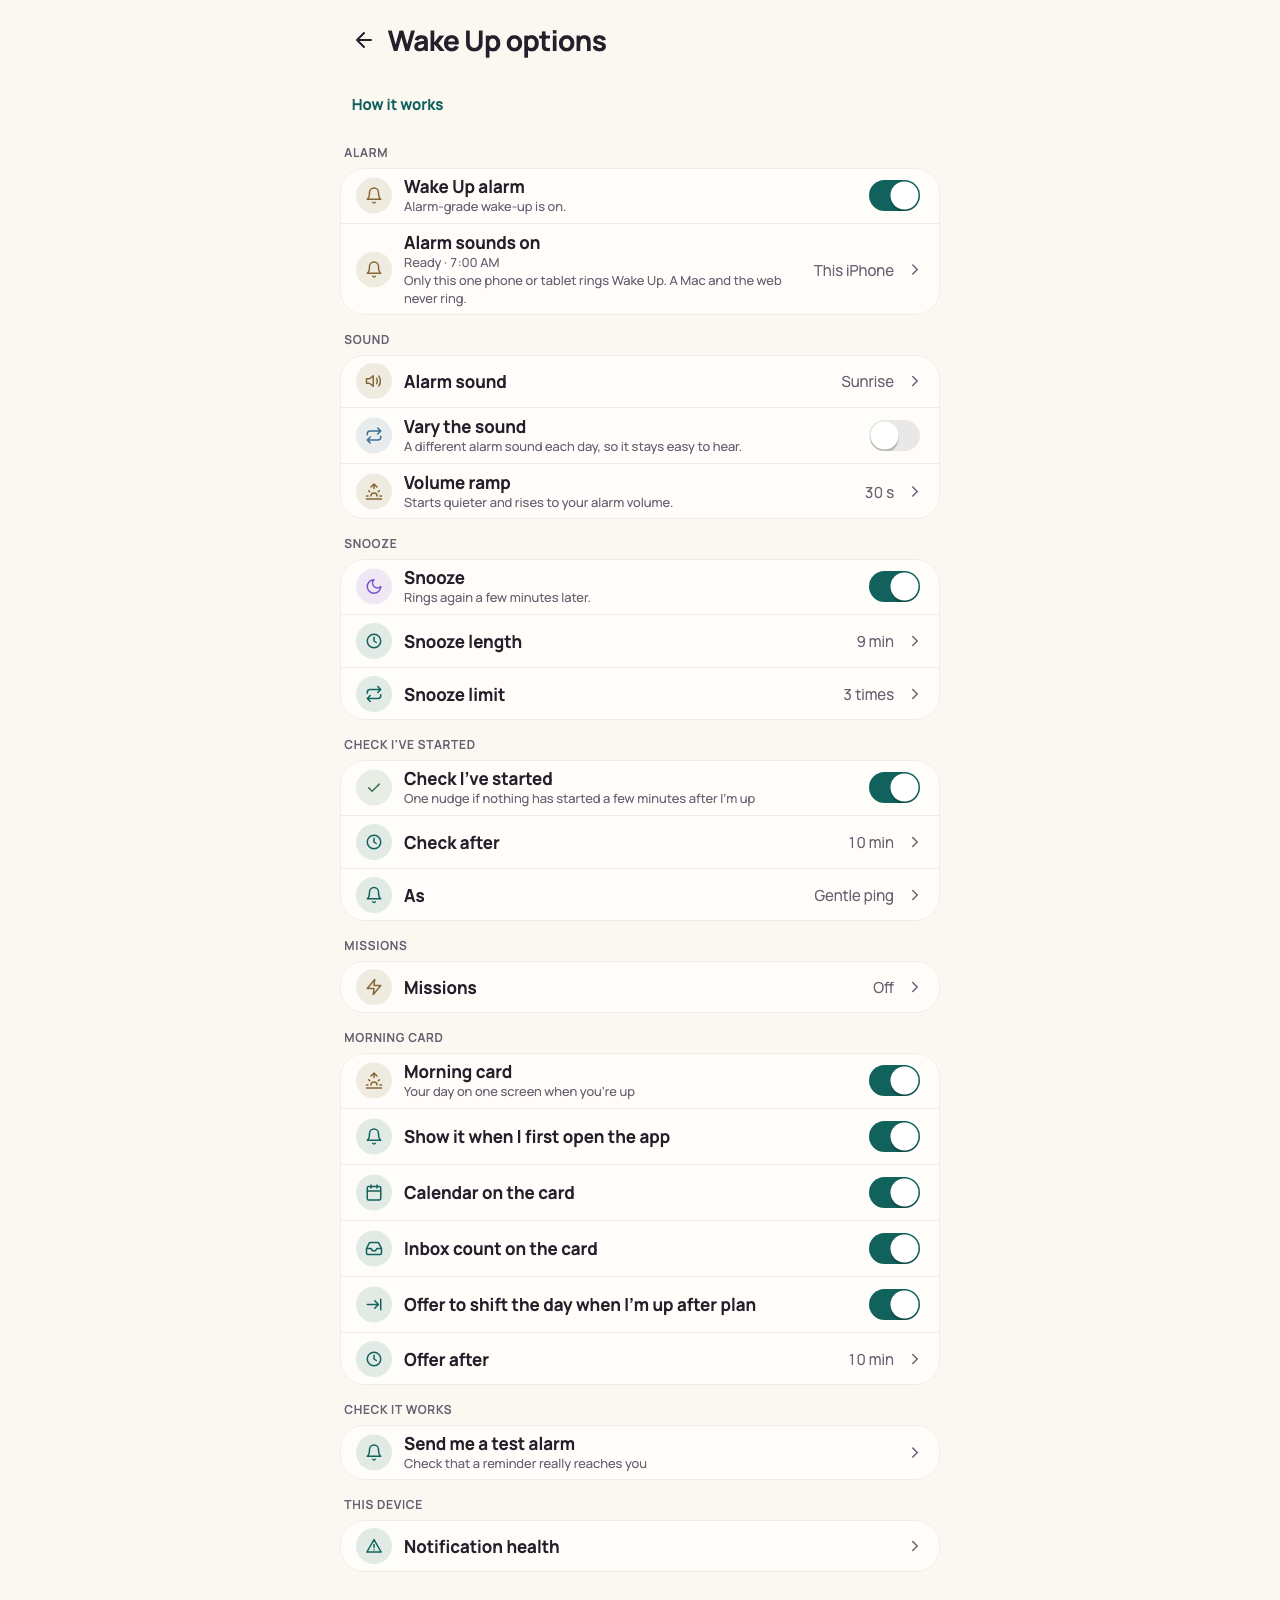 Wake Up options
How it works
ALARM
Wake Up alarm
Alarm-grade wake-up is on.
Alarm sounds on
Ready · 7:00 AM
Only this one phone or tablet rings Wake Up. A Mac and the web
never ring.
This iPhone
SOUND
Alarm sound
Sunrise
Vary the sound
A different alarm sound each day, so it stays easy to hear.
Volume ramp
Starts quieter and rises to your alarm volume.
30 s
SNOOZE
Snooze
Rings again a few minutes later.
Snooze length
9 min
Snooze limit
3 times
CHECK I'VE STARTED
Check I've started
One nudge if nothing has started a few minutes after I'm up
Check after
10 min
As
Gentle ping
MISSIONS
Missions
Off
MORNING CARD
Morning card
Your day on one screen when you're up
Show it when I first open the app
Calendar on the card
Inbox count on the card
Offer to shift the day when I'm up after plan
Offer after
10 min
CHECK IT WORKS
Send me a test alarm
Check that a reminder really reaches you
THIS DEVICE
Notification health